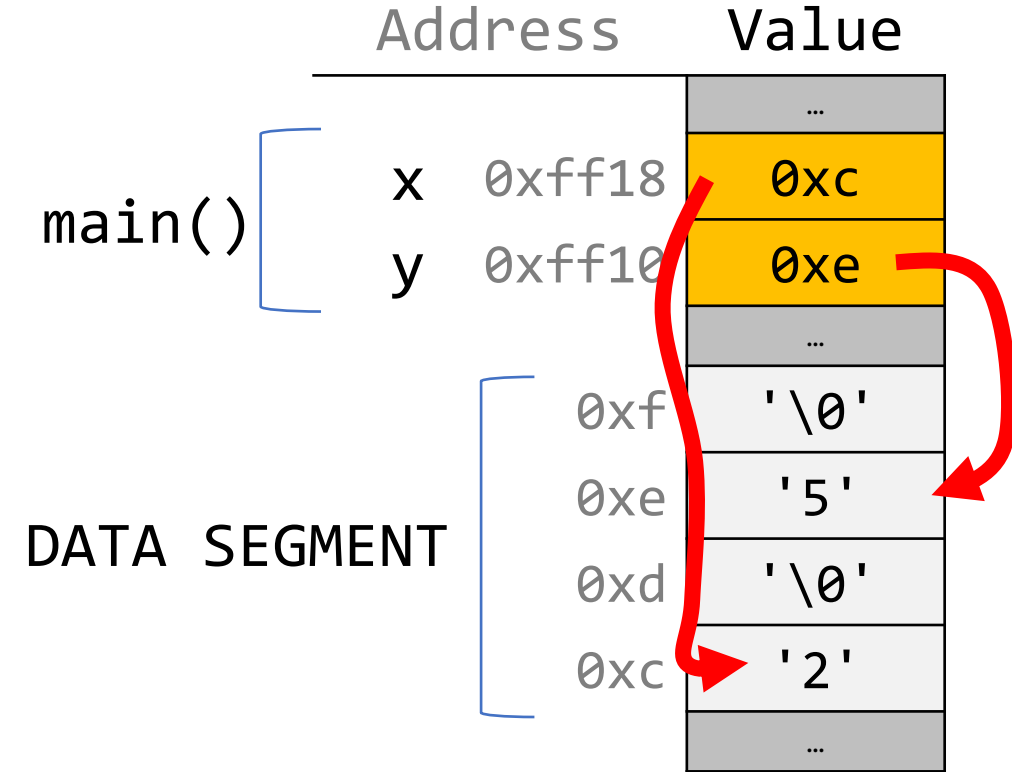 Address Value
…
x 0xff18 0xc
main()
y 0xff10 0xe
…
0xf '\0'
0xe '5'
DATA SEGMENT
0xd '\0'
0xc '2'
…